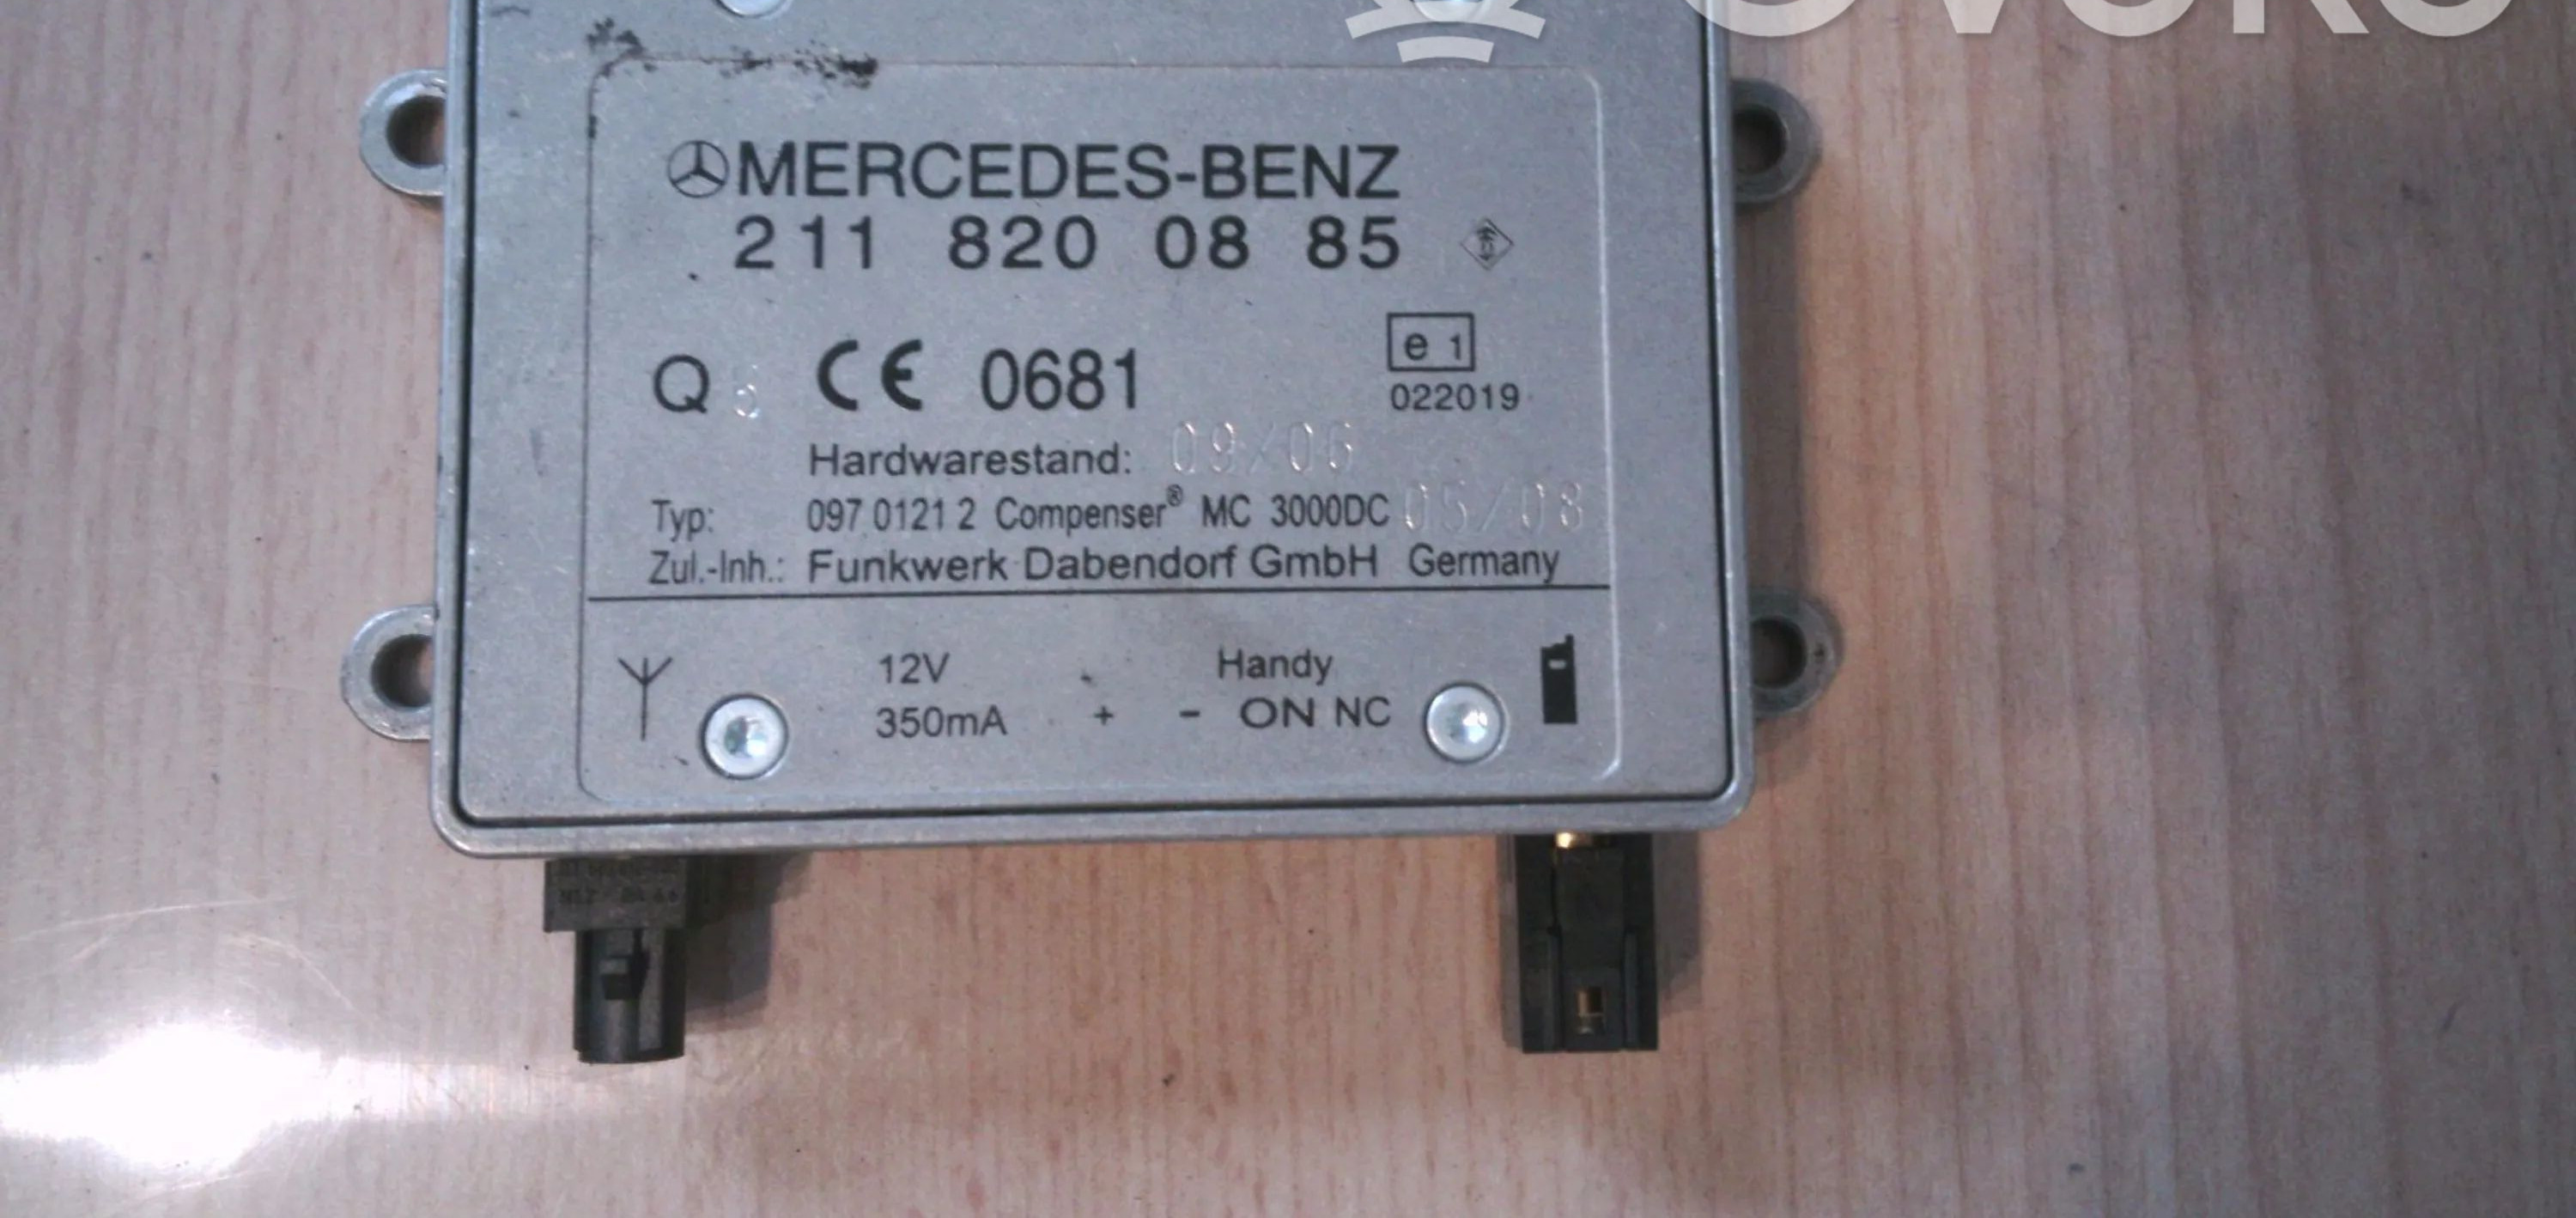 MERCEDES-BENZ
211 820 08 85
Q 5 CE 0681
e 1
022019
Hardwarestand: 09/06
Typ: 097 0121 2 Compenser® MC 3000DC 05/08
Zul.-Inh.: Funkwerk Dabendorf GmbH Germany
12V Handy
350mA + - ON NC